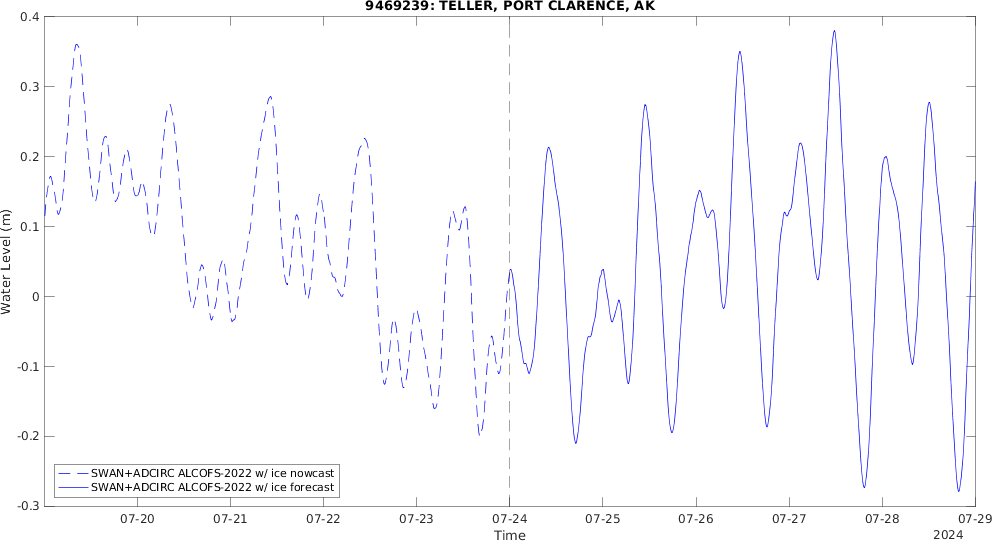 9469239: TELLER, PORT CLARENCE, AK
0.4
0.3
0.2
0.1
0
-0.1
-0.2
-0.3
Water Level (m)
SWAN+ADCIRC ALCOFS-2022 w/ ice nowcast
SWAN+ADCIRC ALCOFS-2022 w/ ice forecast
07-20 07-21 07-22 07-23 07-24 07-25 07-26 07-27 07-28 07-29
Time
2024